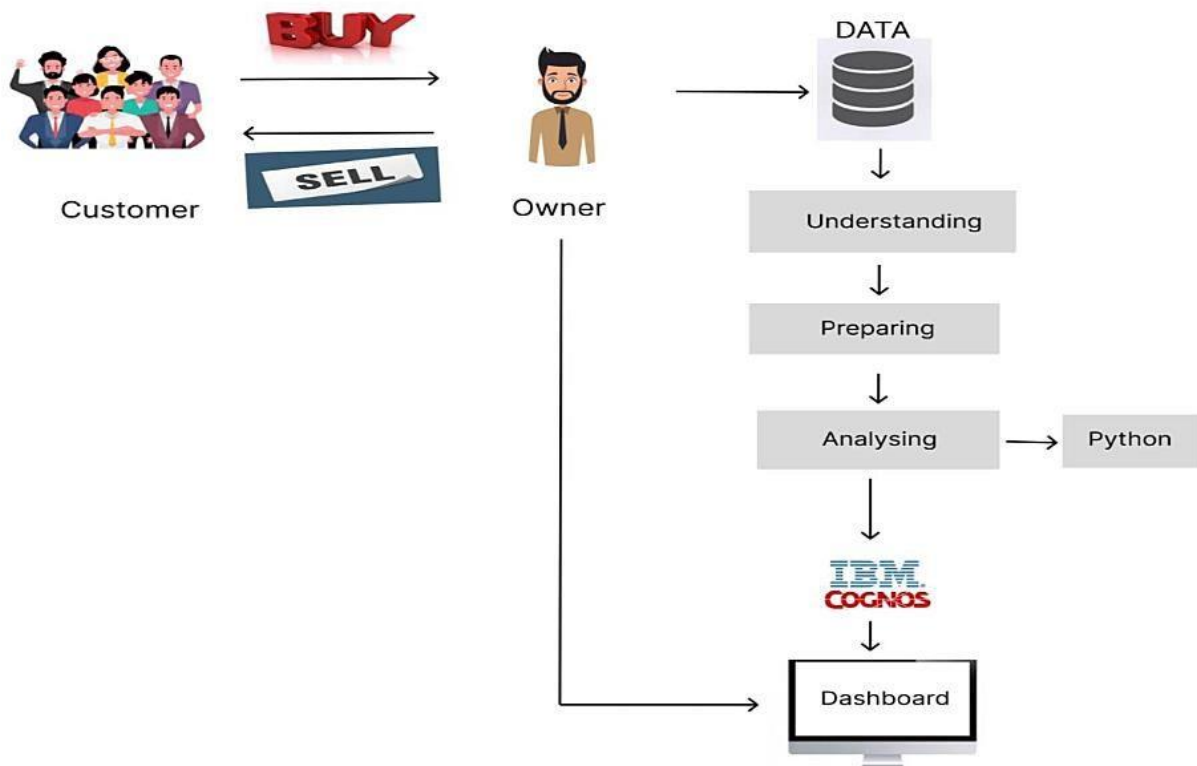 BUY
DATA
SELL
Customer
Owner
Understanding
Preparing
Analysing
Python
IBM.
COGNOS
Dashboard